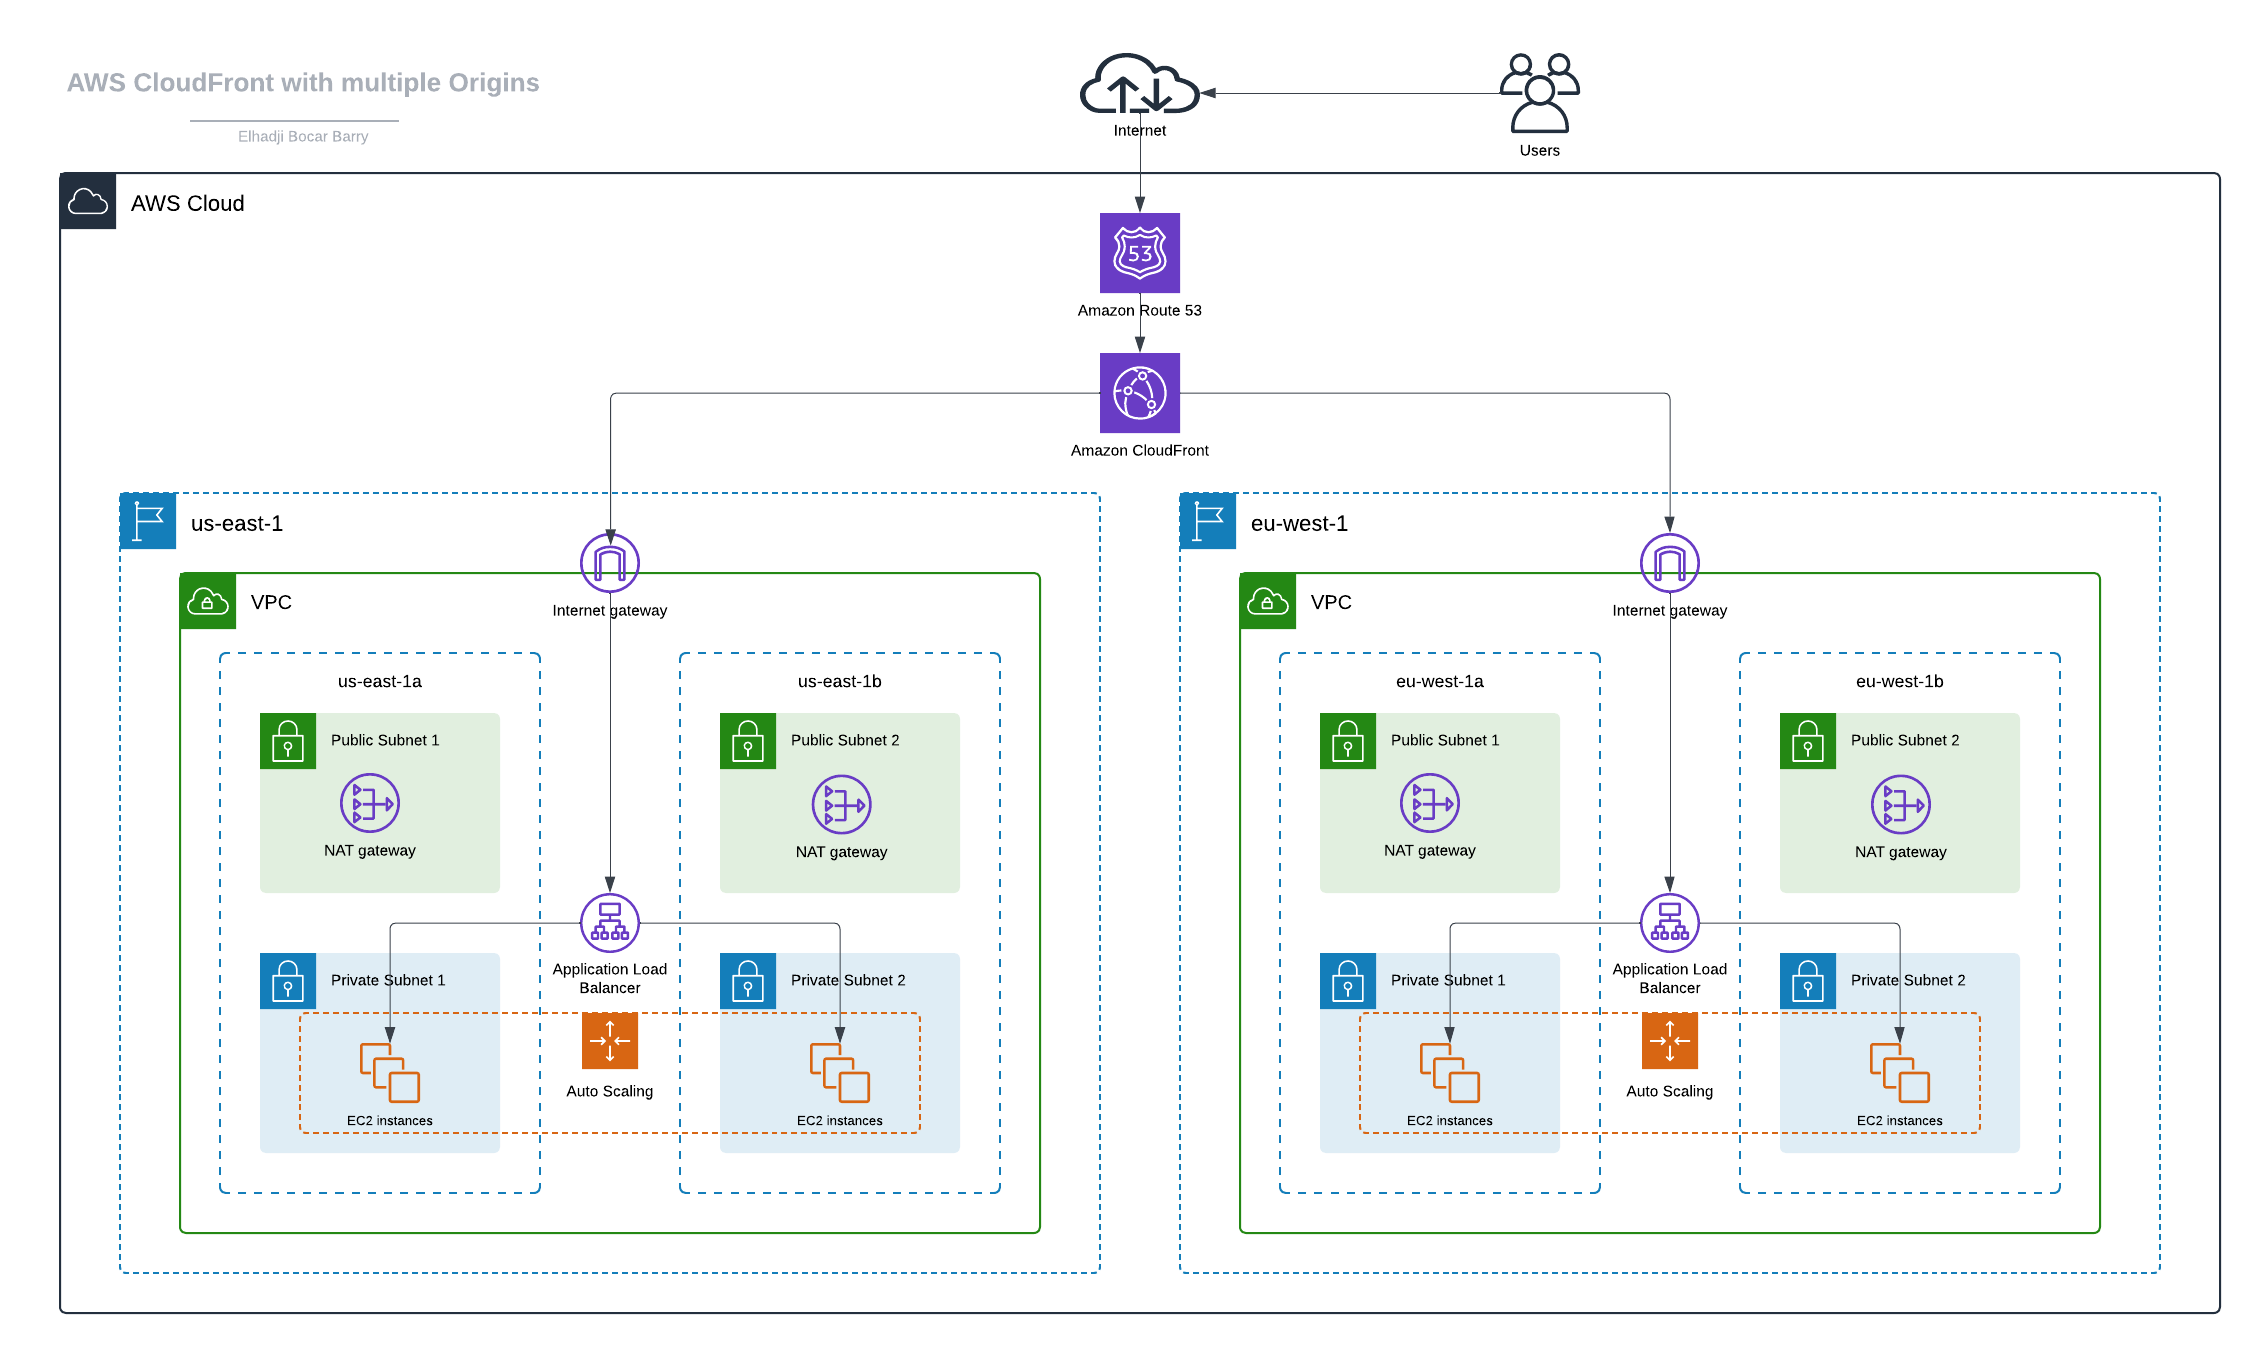 AWS CloudFront with multiple Origins
Elhadji Bocar Barry
Internet
Users
AWS Cloud
53
Amazon Route 53
Amazon CloudFront
us-east-1
Internet gateway
VPC
us-east-1a
us-east-1b
Public Subnet 1
NAT gateway
Public Subnet 2
NAT gateway
Application Load
Balancer
Private Subnet 1
Private Subnet 2
Auto Scaling
EC2 instances
EC2 instances
eu-west-1
Internet gateway
VPC
eu-west-1a
eu-west-1b
Public Subnet 1
NAT gateway
Public Subnet 2
NAT gateway
Application Load
Balancer
Private Subnet 1
Private Subnet 2
Auto Scaling
EC2 instances
EC2 instances